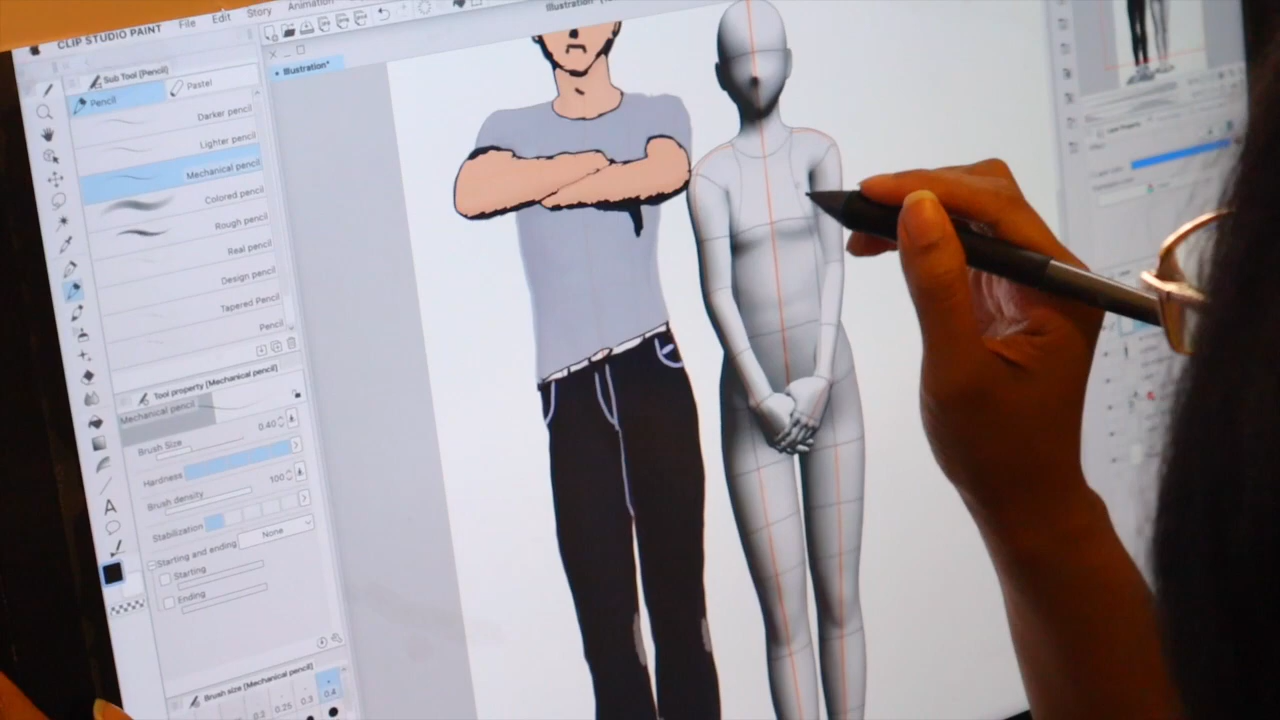 CLIP STUDIO PAINT File Edit Story Animation
Illustration*
Sub Tool [Pencil]
Pencil Pastel
Darker pencil
Lighter pencil
Mechanical pencil
Colored pencil
Rough pencil
Real pencil
Design pencil
Tapered Pencil
Pencil
Tool property [Mechanical pencil]
Mechanical pencil
Brush Size 0.40
Hardness
Brush density 100
Stabilization
Starting and ending None
Starting
Ending
Brush size [Mechanical pencil]
0.2 0.25 0.3 0.4
A
Layer Property